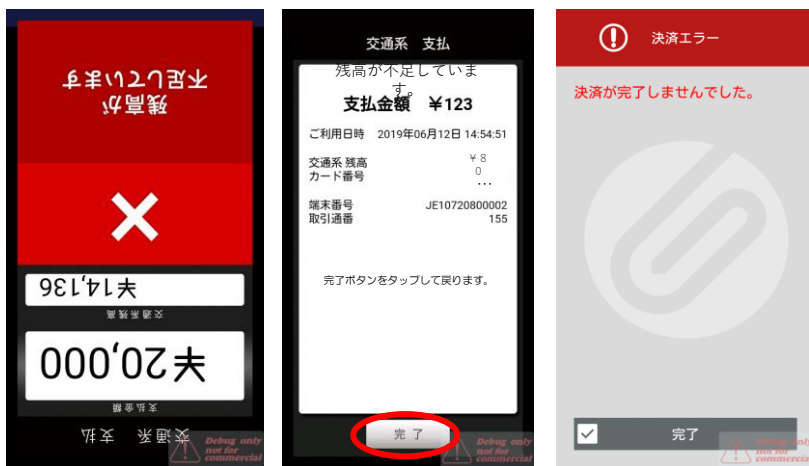 交通系 支払
支払金額
¥20,000
交通系残高
¥14,136
残高が
不足しています
Debug only
not for
commercial
交通系 支払
残高が不足していま
す。
支払金額 ¥123
ご利用日時 2019年06月12日 14:54:51
交通系 残高 ¥8
カード番号 0
...
端末番号 JE10720800002
取引通番 155
完了ボタンをタップして戻ります。
完了
Debug only
not for
commercial
決済エラー
決済が完了しませんでした。
完了
Debug only
not for
commercial